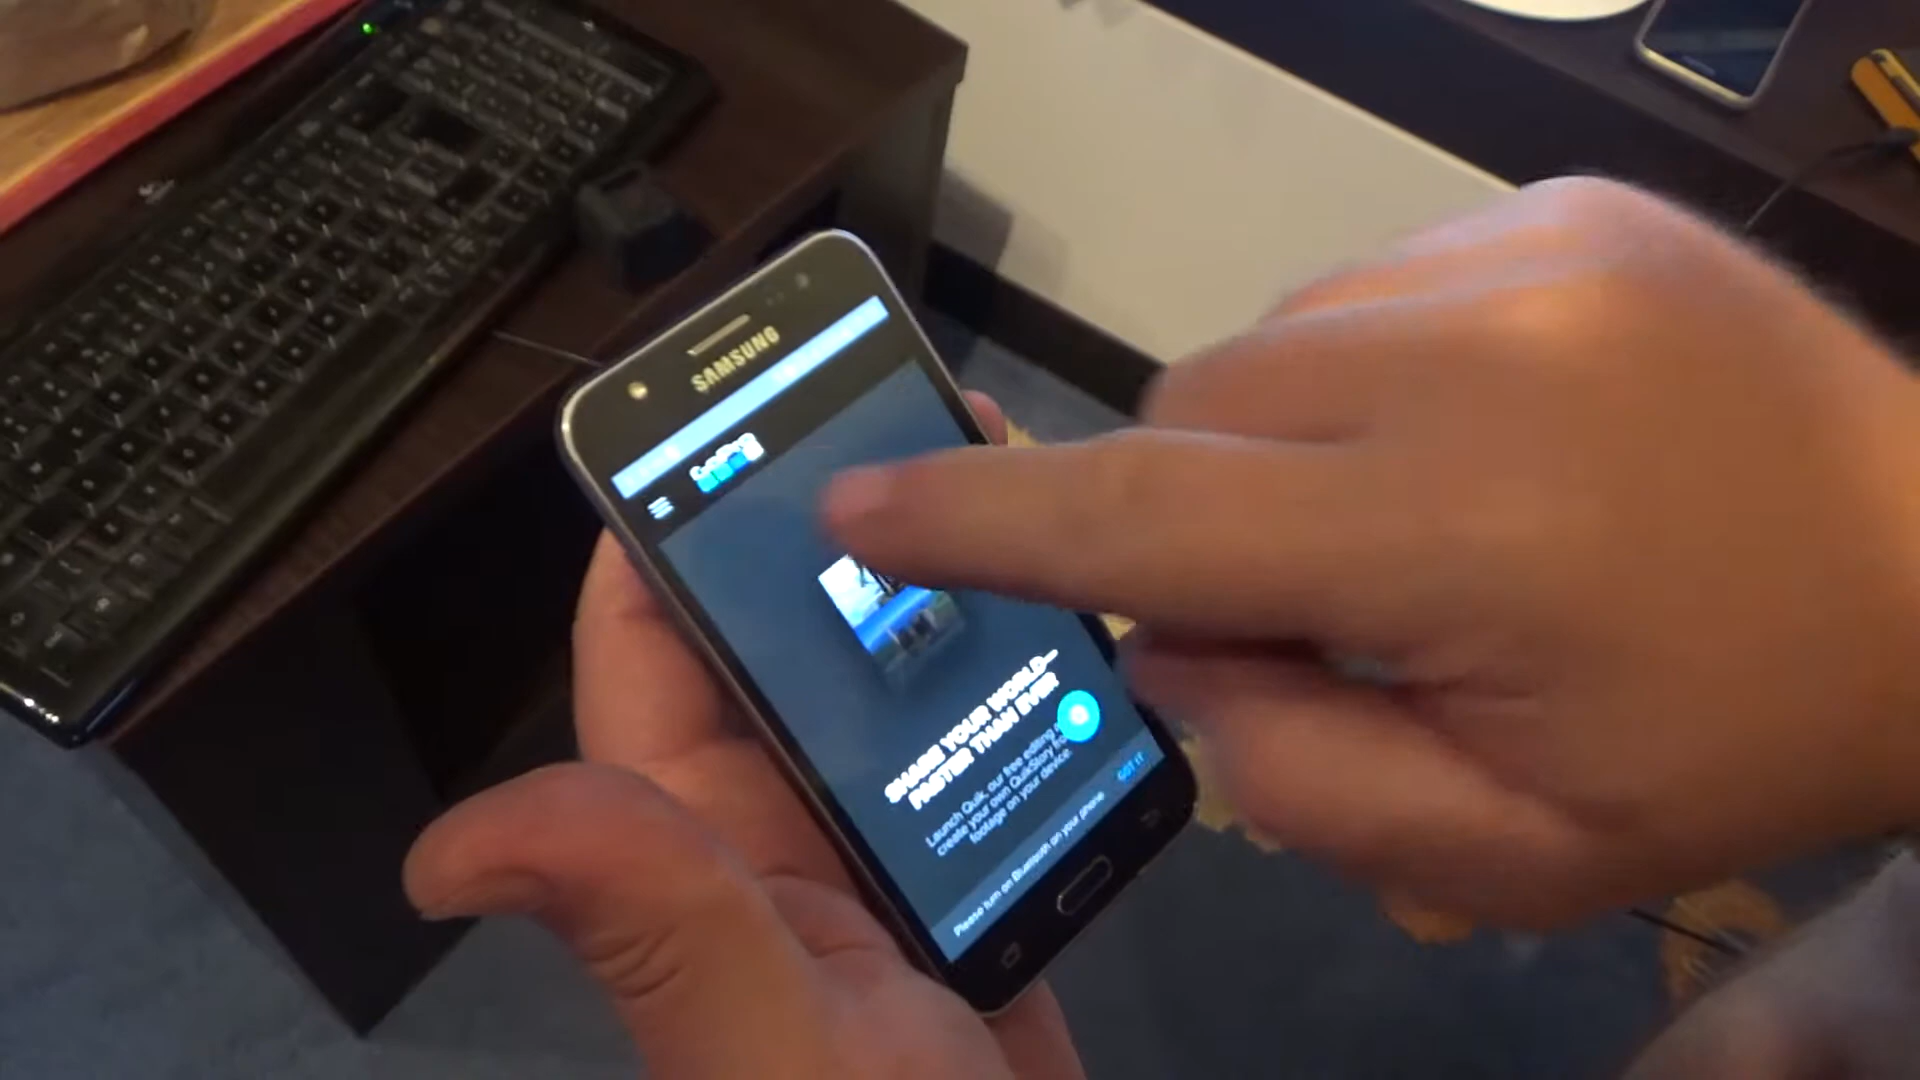 SAMSUNG
GoPro
SHARE YOUR WORLD—
FASTER THAN EVER
Launch Quik, our free editing
create your own QuikStory
footage on your device.
Please turn on Bluetooth on your phone
GOT IT